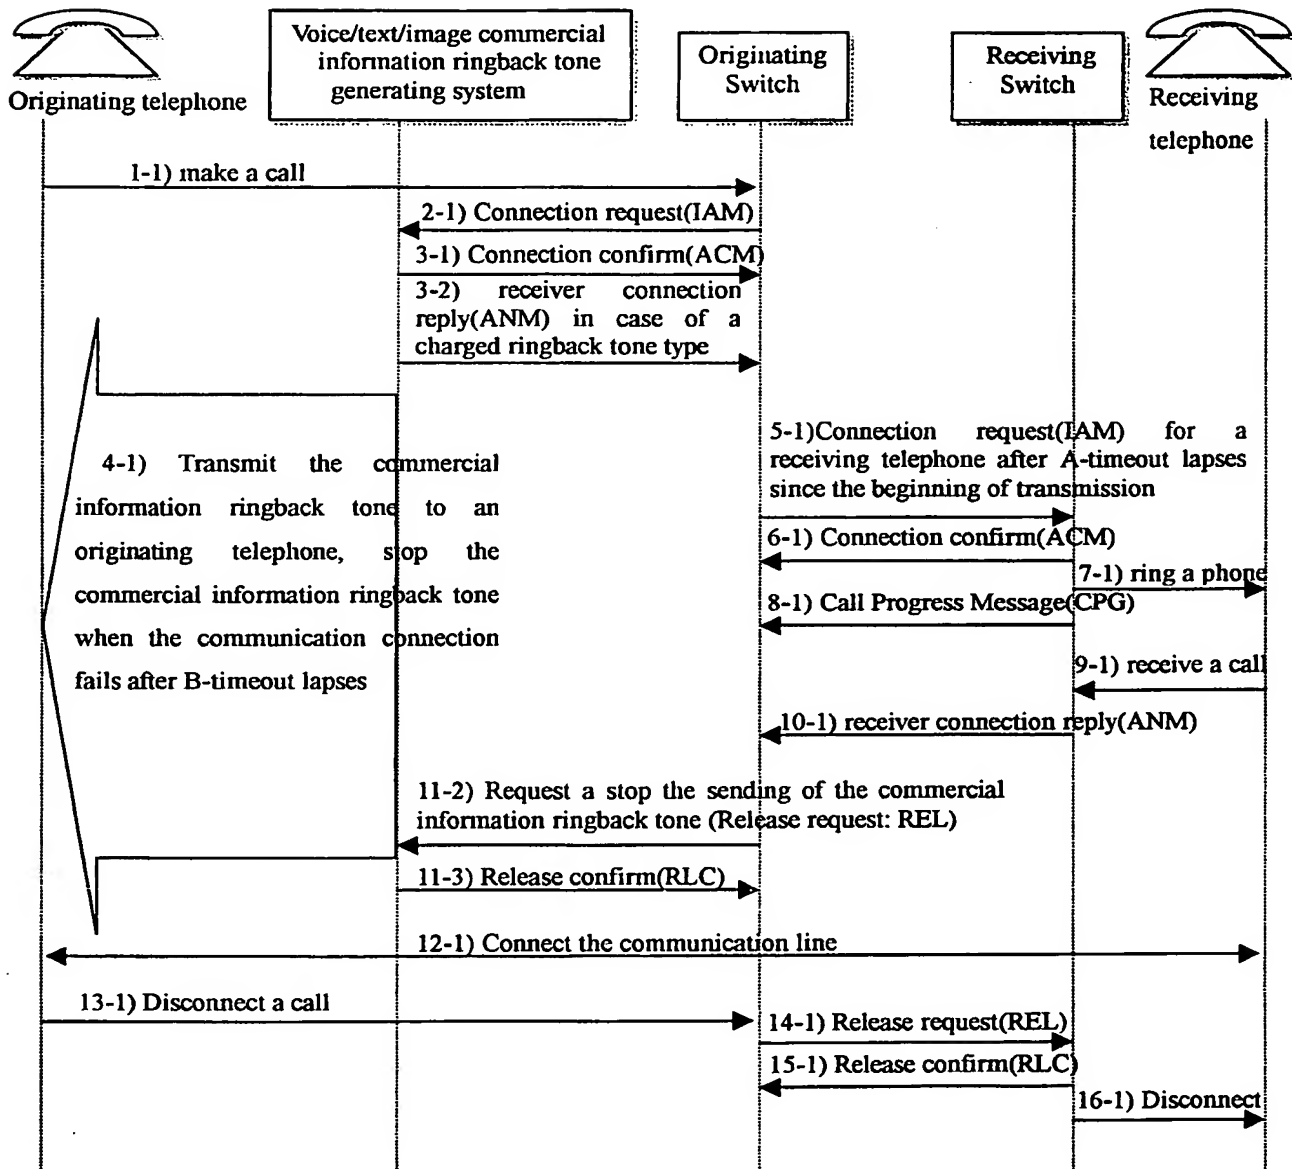 Originating telephone
Voice/text/image commercial
information ringback tone
generating system
Originating
Switch
Receiving
Switch
Receiving
telephone
1-1) make a call
2-1) Connection request(IAM)
3-1) Connection confirm(ACM)
3-2) receiver connection
reply(ANM) in case of a
charged ringback tone type
4-1) Transmit the commercial
information ringback tone to an
originating telephone, stop the
commercial information ringback tone
when the communication connection
fails after B-timeout lapses
5-1)Connection request(IAM) for a
receiving telephone after A-timeout lapses
since the beginning of transmission
6-1) Connection confirm(ACM)
7-1) ring a phone
8-1) Call Progress Message(CPG)
9-1) receive a call
10-1) receiver connection reply(ANM)
11-2) Request a stop the sending of the commercial
information ringback tone (Release request: REL)
11-3) Release confirm(RLC)
12-1) Connect the communication line
13-1) Disconnect a call
14-1) Release request(REL)
15-1) Release confirm(RLC)
16-1) Disconnect